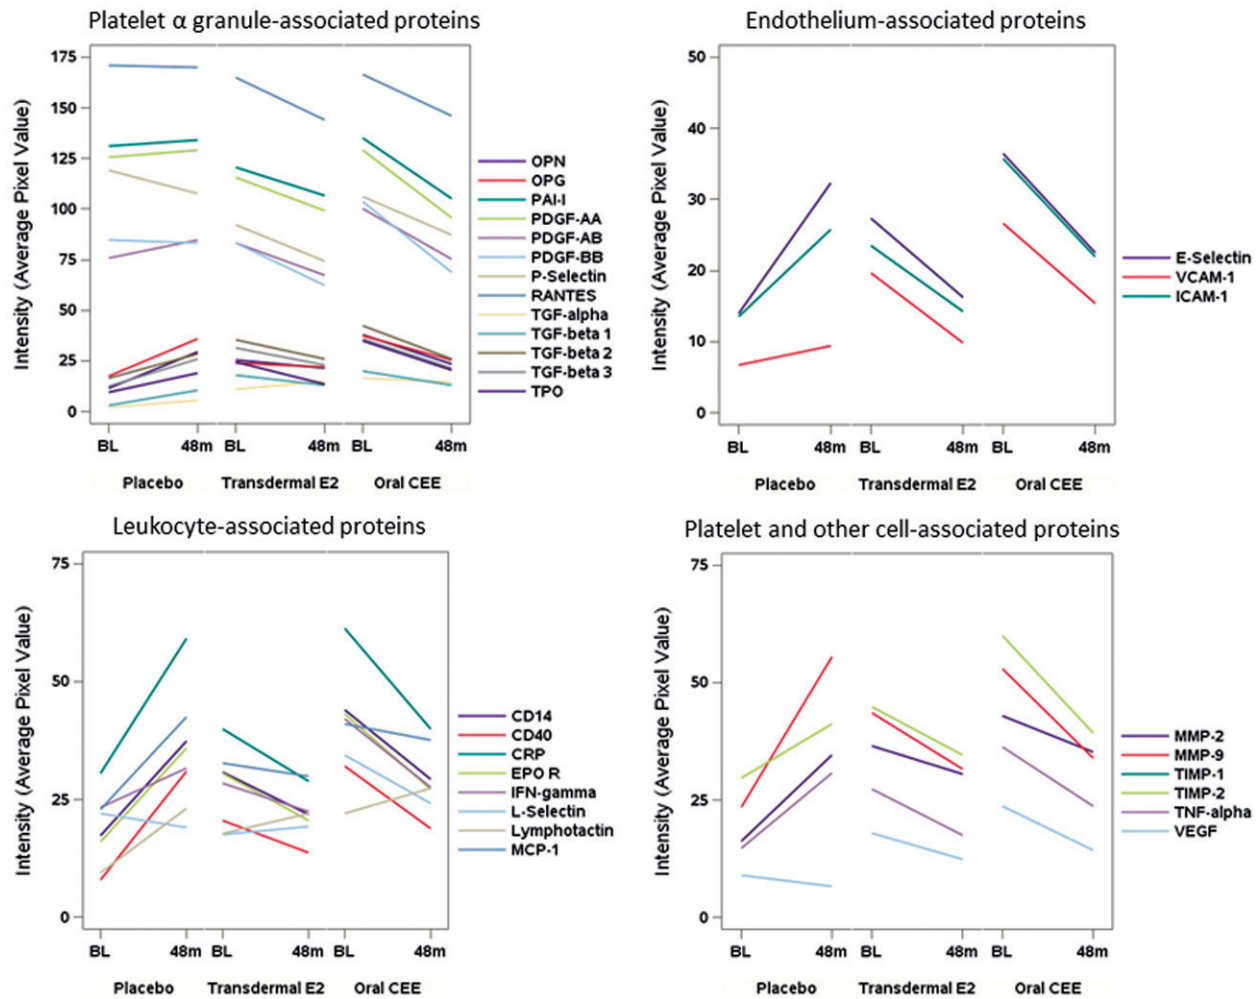 Platelet α granule-associated proteins
Intensity (Average Pixel Value)
175
150
125
100
75
50
25
0
BL 48m BL 48m BL 48m
Placebo Transdermal E2 Oral CEE
OPN
OPG
PAI-I
PDGF-AA
PDGF-AB
PDGF-BB
P-Selectin
RANTES
TGF-alpha
TGF-beta 1
TGF-beta 2
TGF-beta 3
TPO
Endothelium-associated proteins
Intensity (Average Pixel Value)
50
40
30
20
10
0
BL 48m BL 48m BL 48m
Placebo Transdermal E2 Oral CEE
E-Selectin
VCAM-1
ICAM-1
Leukocyte-associated proteins
Intensity (Average Pixel Value)
75
50
25
0
BL 48m BL 48m BL 48m
Placebo Transdermal E2 Oral CEE
CD14
CD40
CRP
EPO R
IFN-gamma
L-Selectin
Lymphotactin
MCP-1
Platelet and other cell-associated proteins
Intensity (Average Pixel Value)
75
50
25
0
BL 48m BL 48m BL 48m
Placebo Transdermal E2 Oral CEE
MMP-2
MMP-9
TIMP-1
TIMP-2
TNF-alpha
VEGF